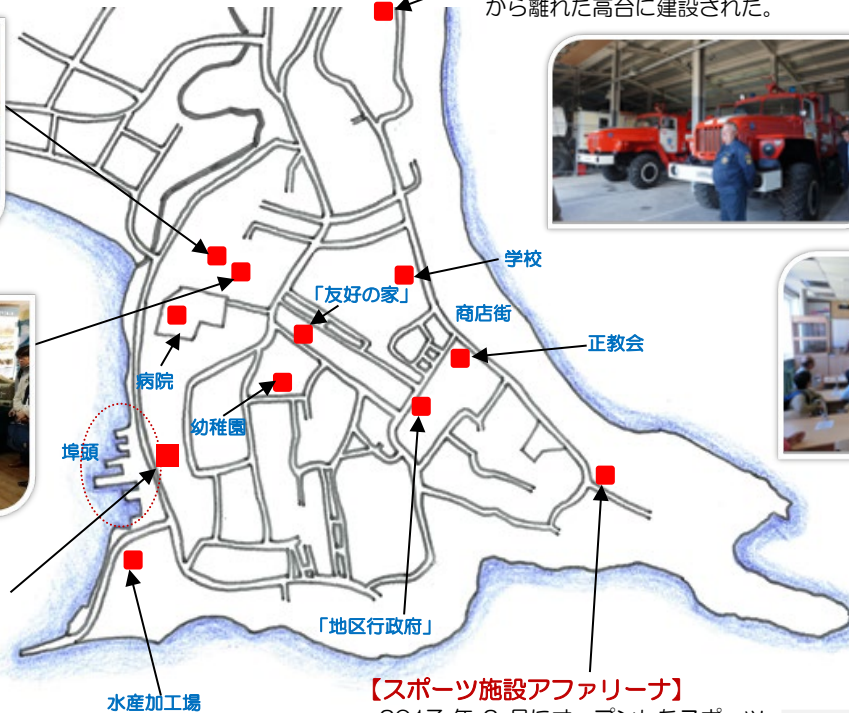 から離れた高台に建設された。
学校
「友好の家」
商店街
正教会
病院
幼稚園
埠頭
「地区行政府」
【スポーツ施設アファリーナ】
水産加工場